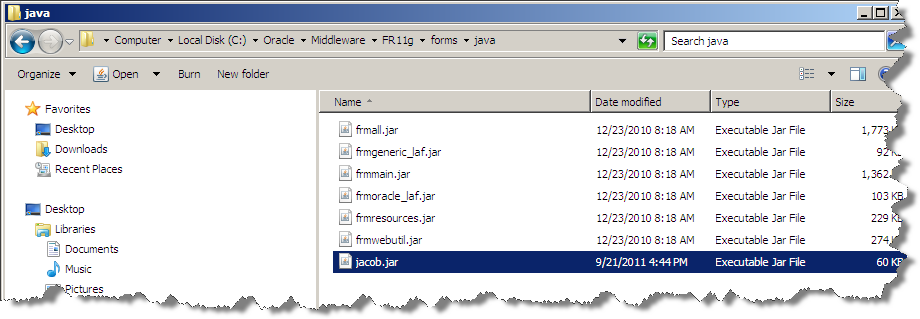 java
Computer Local Disk (C:) Oracle Middleware FR11g forms java Search java
Organize Open Burn New folder
Favorites
Desktop
Downloads
Recent Places
Desktop
Libraries
Documents
Music
Pictures
Name Date modified Type Size
frmall.jar 12/23/2010 8:18 AM Executable Jar File 1,773 K
frmgeneric_laf.jar 12/23/2010 8:18 AM Executable Jar File 92 K
frmmain.jar 12/23/2010 8:18 AM Executable Jar File 1,362
frmoracle_laf.jar 12/23/2010 8:18 AM Executable Jar File 103 KB
frmresources.jar 12/23/2010 8:18 AM Executable Jar File 229 KB
frmwebutil.jar 12/23/2010 8:18 AM Executable Jar File 274
jacob.jar 9/21/2011 4:44 PM Executable Jar File 60 KB